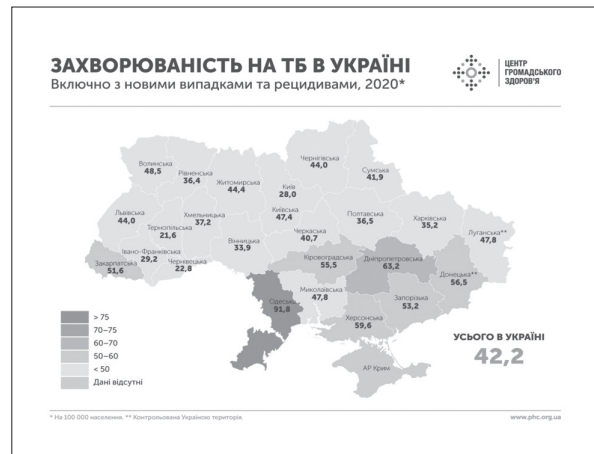 ЗАХВОРЮВАНІСТЬ НА ТБ В УКРАЇНІ
Включно з новими випадками та рецидивами, 2020*
ЦЕНТР
ГРОМАДСЬКОГО
ЗДОРОВ'Я
Волинська
48,5
Рівненська
36,4
Житомирська
44,4
Київ
28,0
Чернігівська
44,0
Сумська
41,9
Львівська
44,0
Тернопільська
21,6
Хмельницька
37,2
Київська
47,4
Полтавська
36,5
Харківська
35,2
Луганська**
47,8
Черкаська
40,7
Вінницька
33,9
Івано-Франківська
29,2
Закарпатська
51,6
Чернівецька
22,8
Кіровоградська
55,5
Дніпропетровська
63,2
Донецька**
56,5
Одеська
91,8
Миколаївська
47,8
Запорізька
53,2
Херсонська
59,6
АР Крим
> 75
70–75
60–70
50–60
< 50
Дані відсутні
УСЬОГО В УКРАЇНІ
42,2
* На 100 000 населення. ** Контрольована Україною територія.
www.phc.org.ua